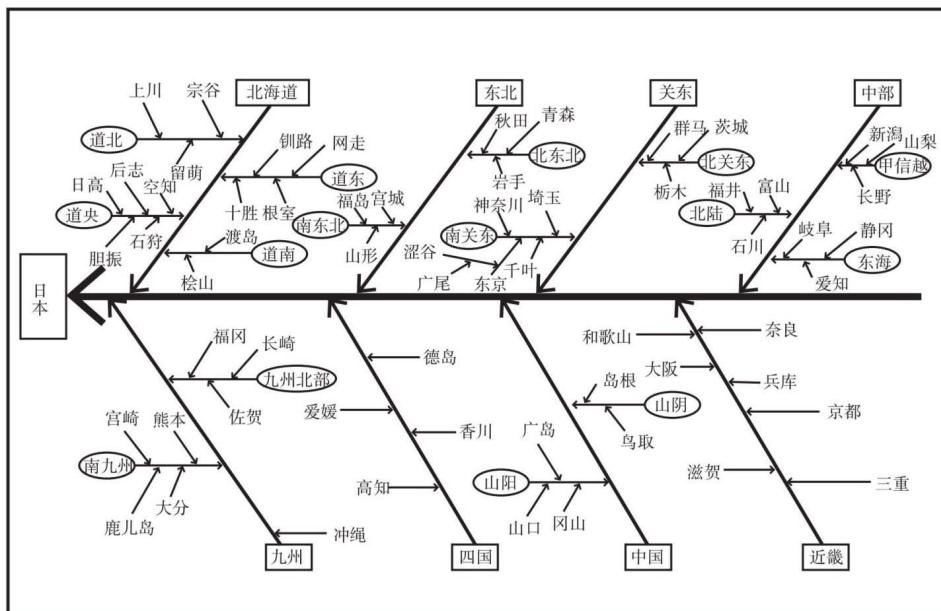 北海道
东北
关东
中部
上川
宗谷
道北
留萌
钏路
网走
道东
十胜
根室
日高
后志
空知
道央
胆振
石狩
渡岛
道南
桧山
秋田
青森
北东北
岩手
福岛
宫城
南东北
山形
群马
茨城
北关东
栃木
神奈川
埼玉
南关东
涩谷
广尾
东京
千叶
新潟
山梨
甲信越
长野
福井
富山
北陆
石川
岐阜
静冈
东海
爱知
日本
福冈
长崎
九州北部
佐贺
宫崎
熊本
南九州
鹿儿岛
大分
冲绳
九州
德岛
爱媛
香川
高知
四国
岛根
山阴
鸟取
广岛
山阳
山口
冈山
中国
和歌山
奈良
大阪
兵库
京都
滋贺
三重
近畿